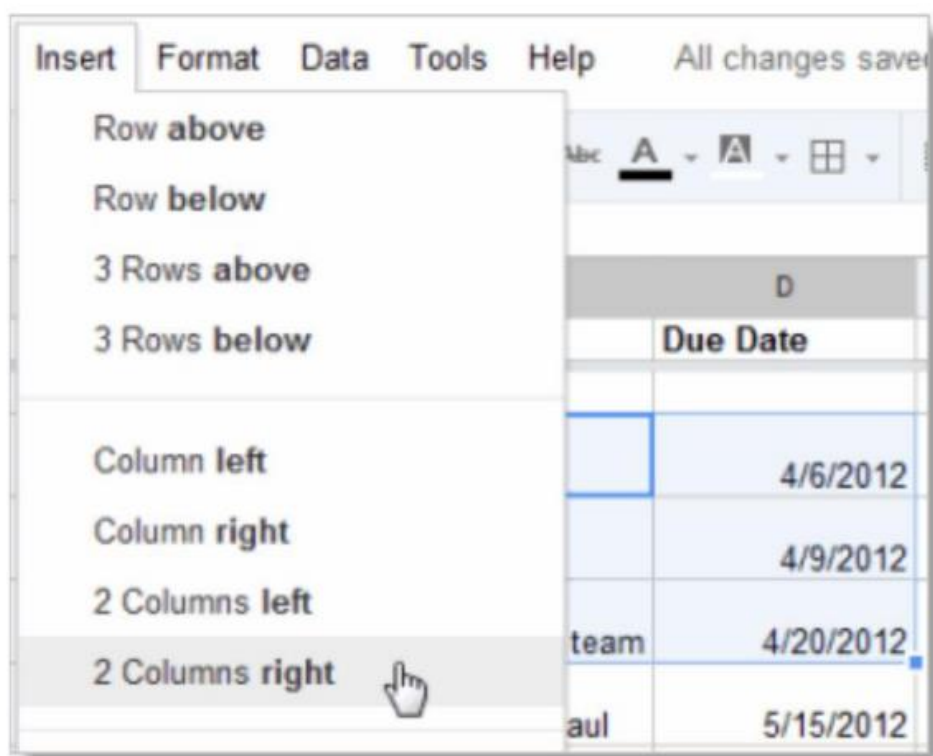 Insert Format Data Tools Help All changes saved
Row above
Row below
Abc A A
3 Rows above
D
3 Rows below
Due Date
Column left
4/6/2012
Column right
4/9/2012
2 Columns left
team 4/20/2012
2 Columns right
aul 5/15/2012